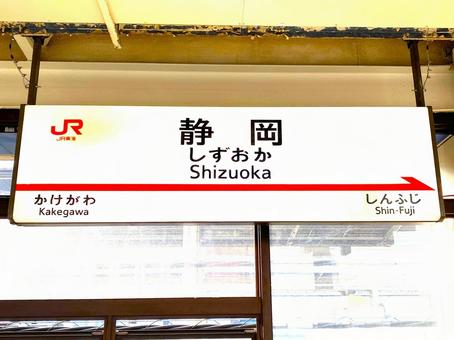 JR
JR東海
静岡
しずおか
Shizuoka
かけがわ
Kakegawa
しんふじ
Shin-Fuji